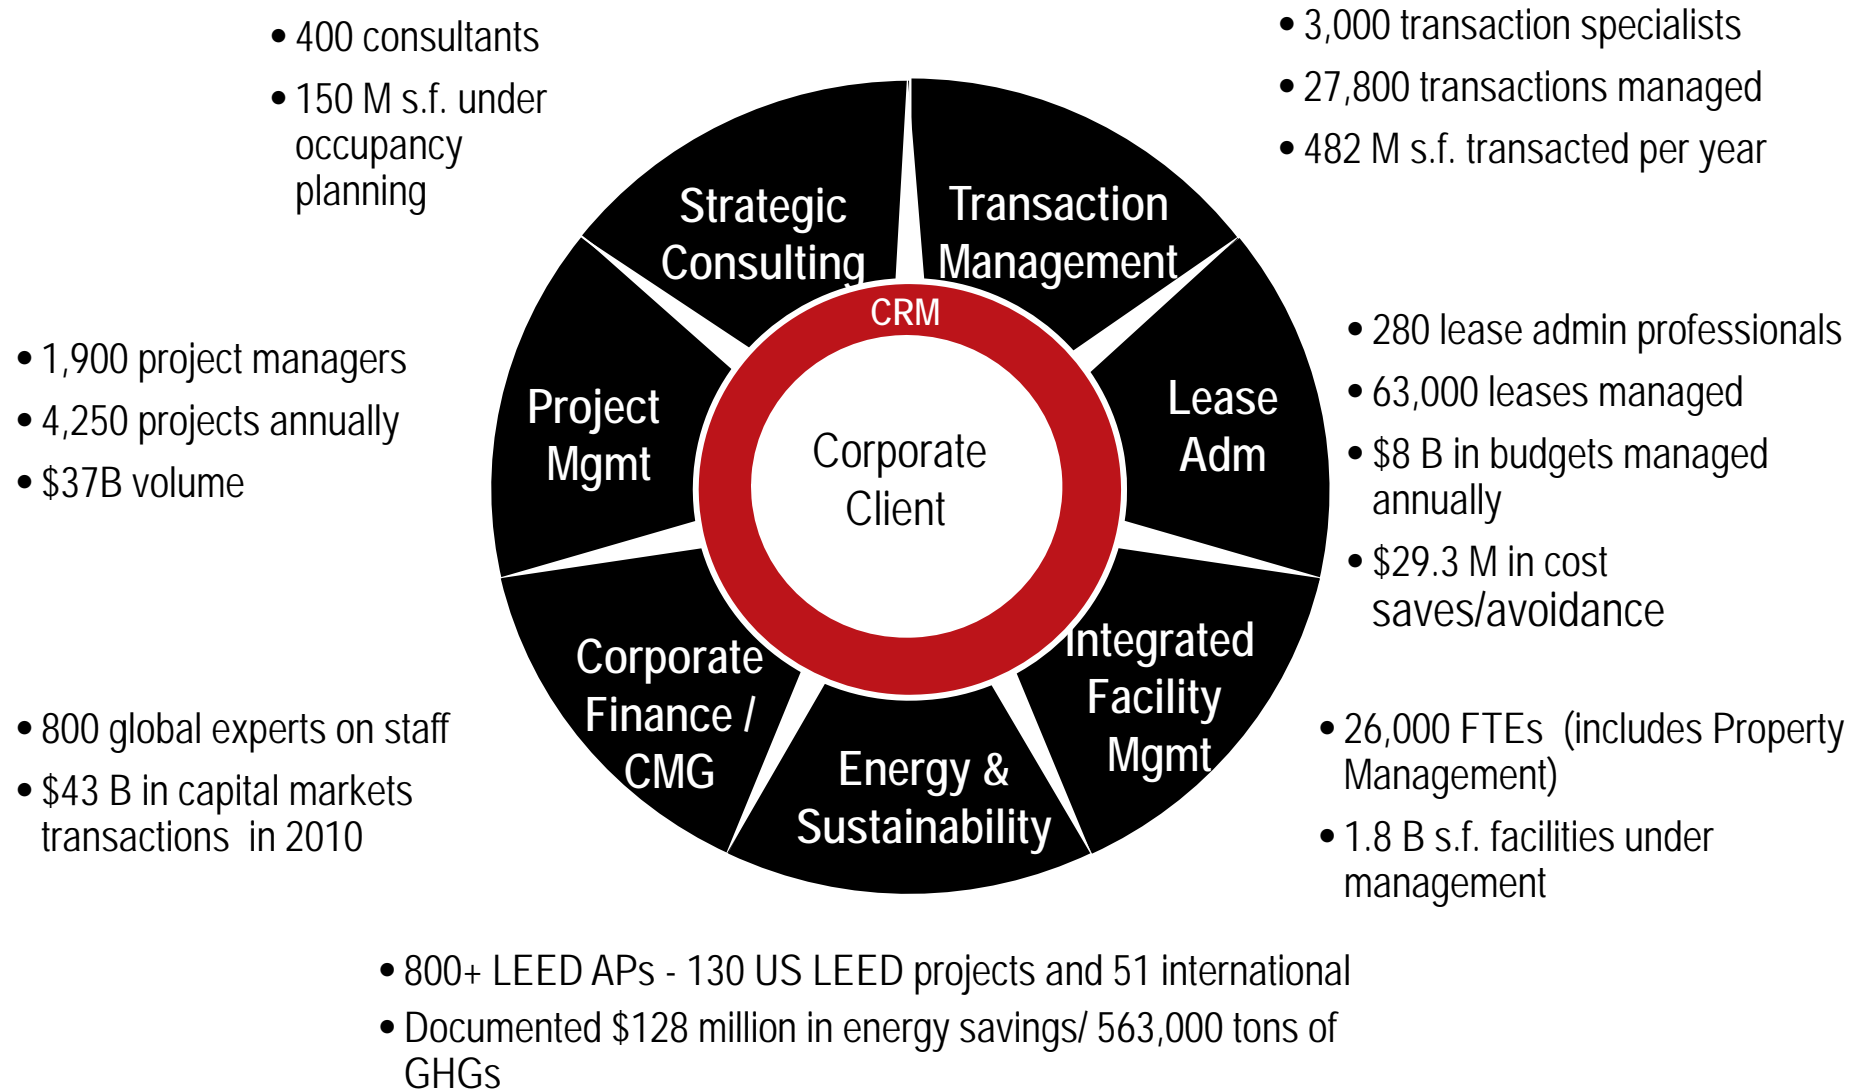 • 400 consultants
• 150 M s.f. under
occupancy
planning
• 3,000 transaction specialists
• 27,800 transactions managed
• 482 M s.f. transacted per year
Strategic
Consulting
Transaction
Management
CRM
• 1,900 project managers
• 4,250 projects annually
• $37B volume
Project
Mgmt
Corporate
Client
Lease
Adm
• 280 lease admin professionals
• 63,000 leases managed
• $8 B in budgets managed
annually
• $29.3 M in cost
saves/avoidance
• 800 global experts on staff
• $43 B in capital markets
transactions  in 2010
Corporate
Finance /
CMG
Energy &
Sustainability
Integrated
Facility
Mgmt
• 26,000 FTEs  (includes Property
Management)
• 1.8 B s.f. facilities under
management
• 800+ LEED APs - 130 US LEED projects and 51 international
• Documented $128 million in energy savings/ 563,000 tons of
GHGs